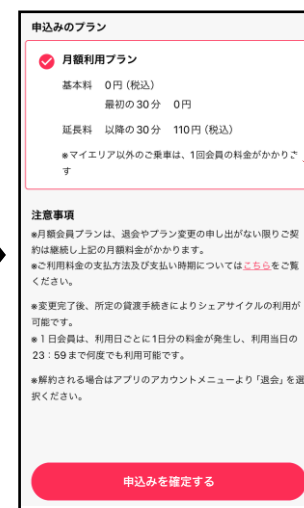 申込みのプラン
月額利用プラン
基本料 0円 (税込)
最初の30分 0円
延長料 以降の30分 110円 (税込)
※マイエリア以外のご乗車は、1回会員の料金がかかりこ
す
注意事項
※月額会員プランは、退会やプラン変更の申し出がない限りご契
約は継続し上記の月額料金がかかります。
※ご利用料金の支払方法及び支払い時期についてはこちらをご覧
ください。
※変更完了後、所定の貸渡手続きによりシェアサイクルの利用が
可能です。
※1日会員は、利用日ごとに1日分の料金が発生し、利用当日の
23：59まで何度でも利用可能です。
※解約される場合はアプリのアカウントメニューより「退会」を選
択ください。
申込みを確定する